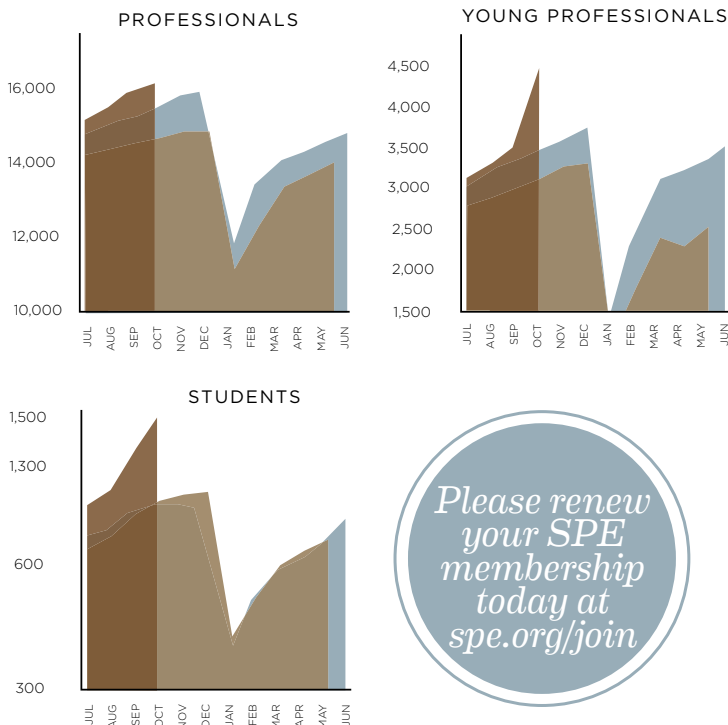 PROFESSIONALS
16,000
14,000
12,000
10,000
JUL AUG SEP OCT NOV DEC JAN FEB MAR APR MAY JUN
YOUNG PROFESSIONALS
4,500
4,000
3,500
3,000
2,500
2,000
1,500
JUL AUG SEP OCT NOV DEC JAN FEB MAR APR MAY JUN
STUDENTS
1,500
1,300
600
300
JUL AUG SEP OCT NOV DEC JAN FEB MAR APR MAY JUN
Please renew
your SPE
membership
today at
spe.org/join